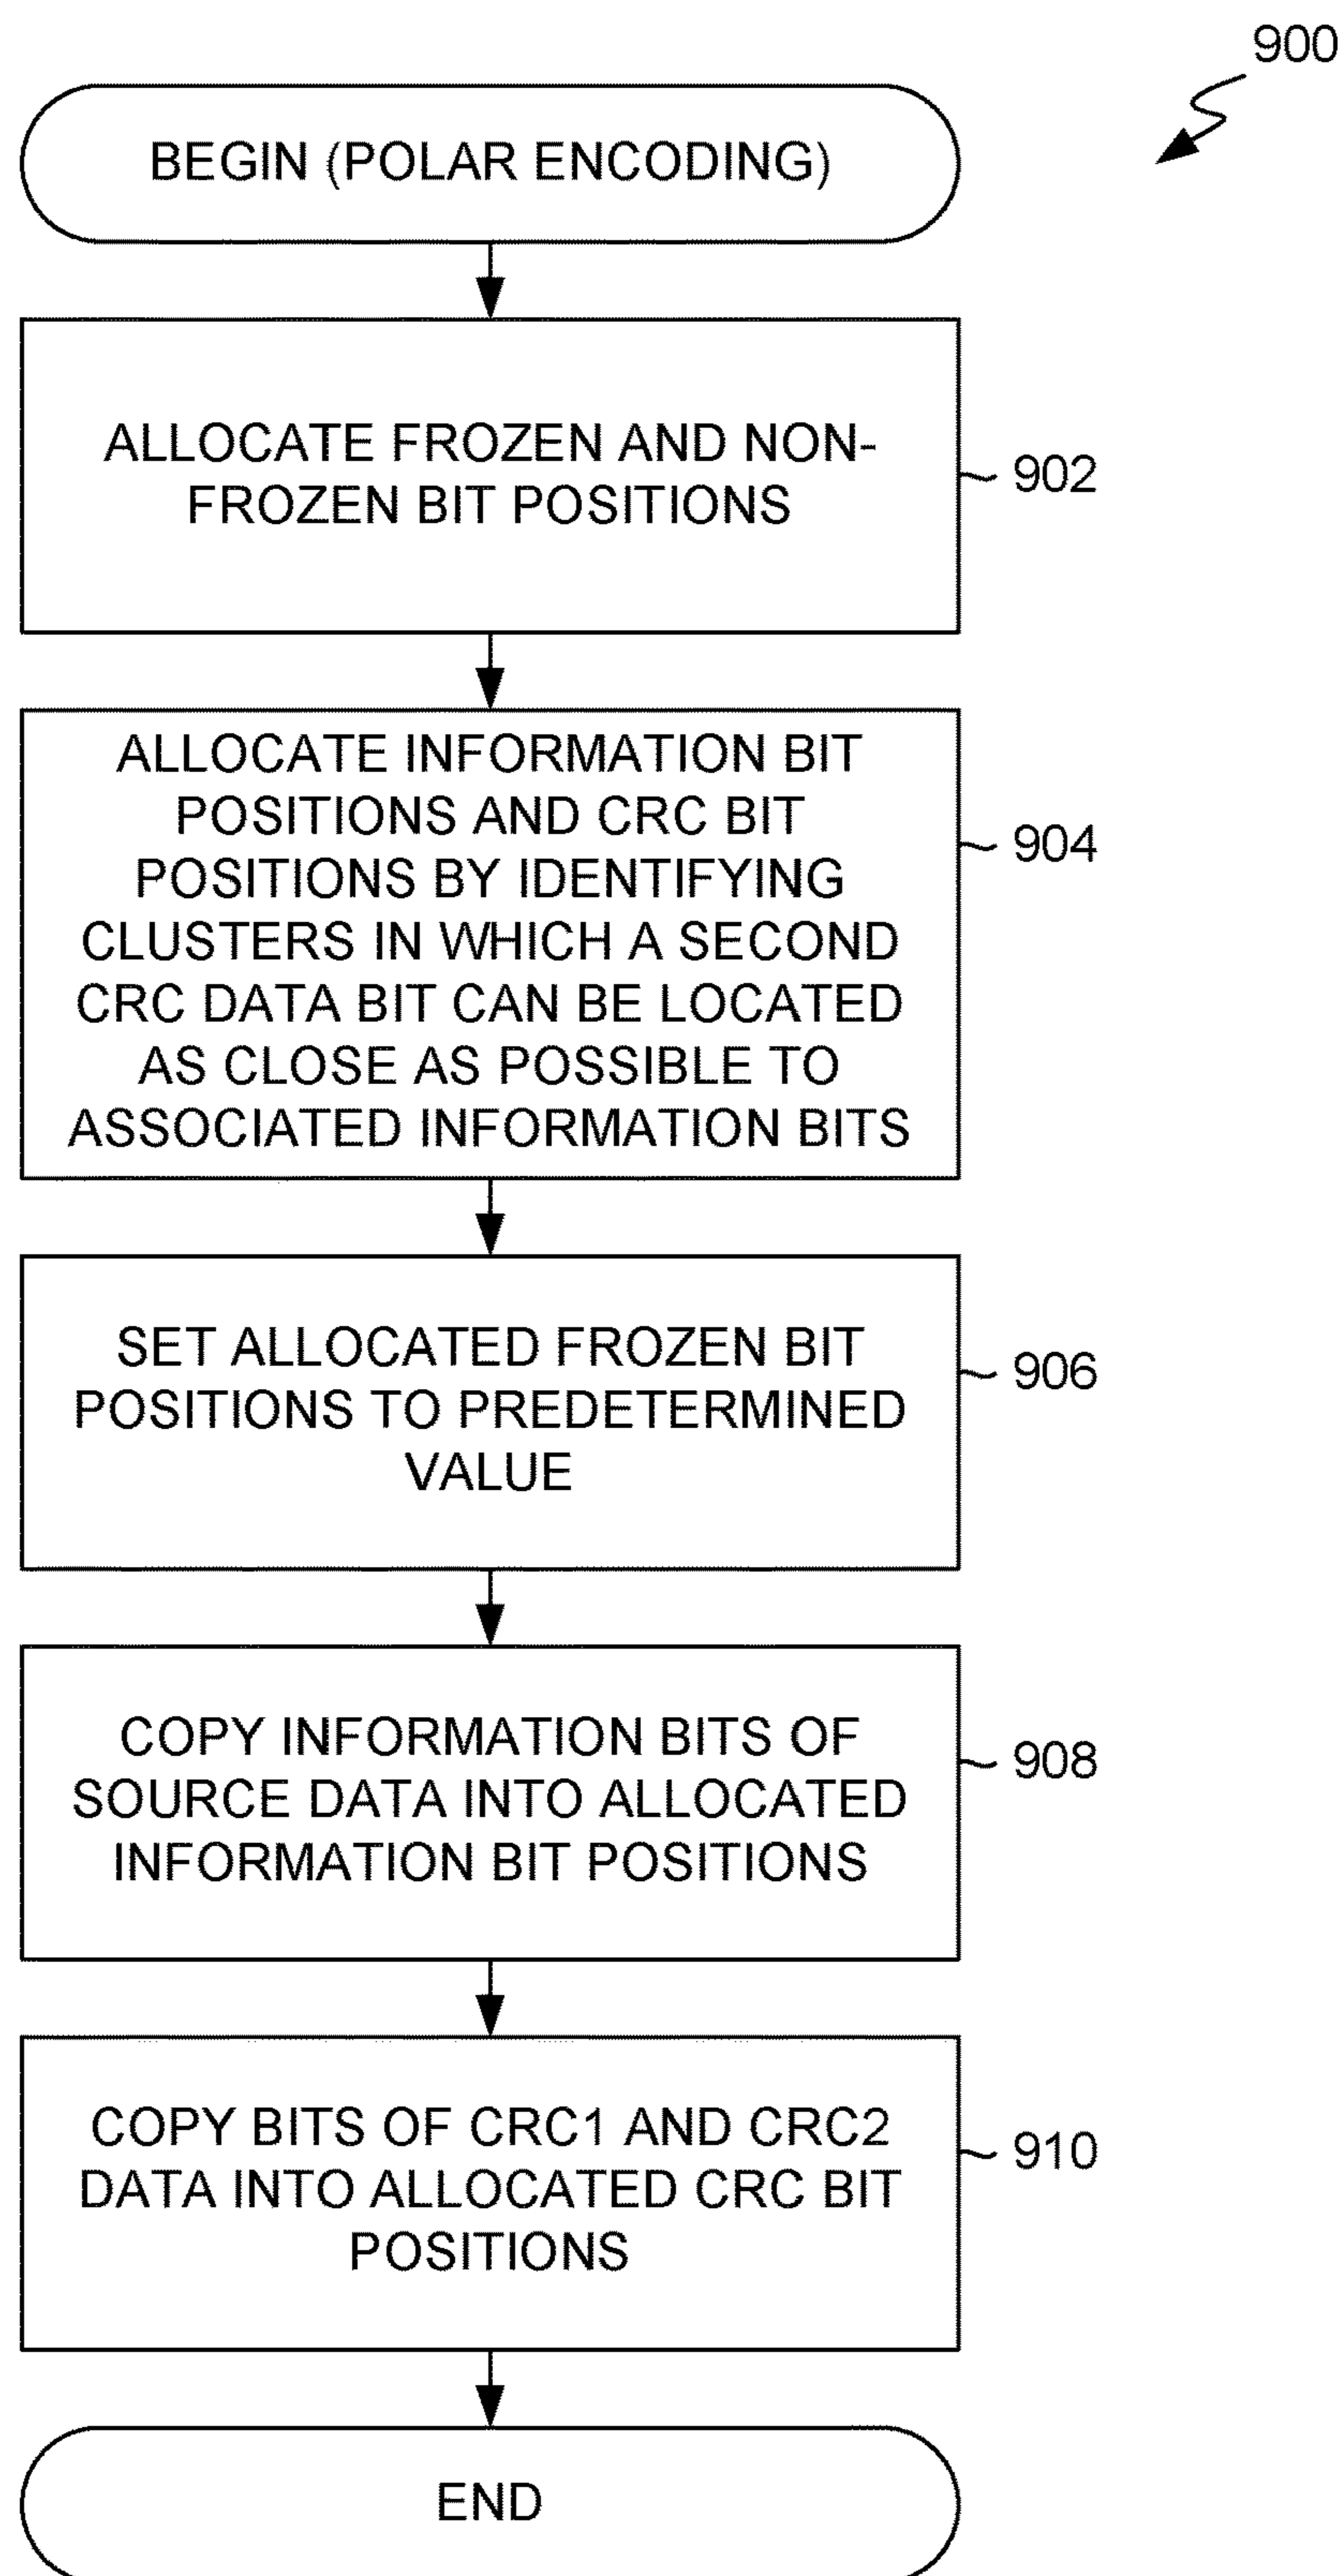 900
BEGIN (POLAR ENCODING)
ALLOCATE FROZEN AND NON-
FROZEN BIT POSITIONS
902
ALLOCATE INFORMATION BIT
POSITIONS AND CRC BIT
POSITIONS BY IDENTIFYING
CLUSTERS IN WHICH A SECOND
CRC DATA BIT CAN BE LOCATED
AS CLOSE AS POSSIBLE TO
ASSOCIATED INFORMATION BITS
904
SET ALLOCATED FROZEN BIT
POSITIONS TO PREDETERMINED
VALUE
906
COPY INFORMATION BITS OF
SOURCE DATA INTO ALLOCATED
INFORMATION BIT POSITIONS
908
COPY BITS OF CRC1 AND CRC2
DATA INTO ALLOCATED CRC BIT
POSITIONS
910
END